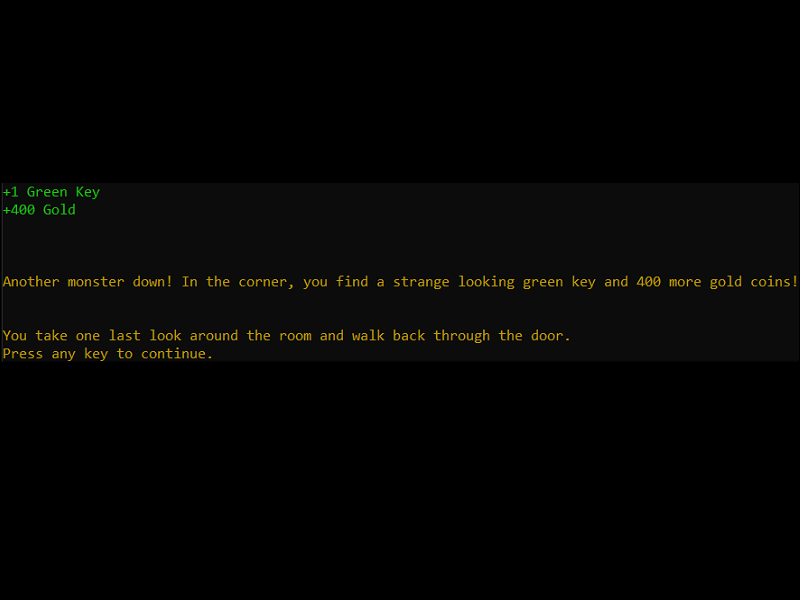 +1 Green Key
+400 Gold
Another monster down! In the corner, you find a strange looking green key and 400 more gold coins!
You take one last look around the room and walk back through the door.
Press any key to continue.